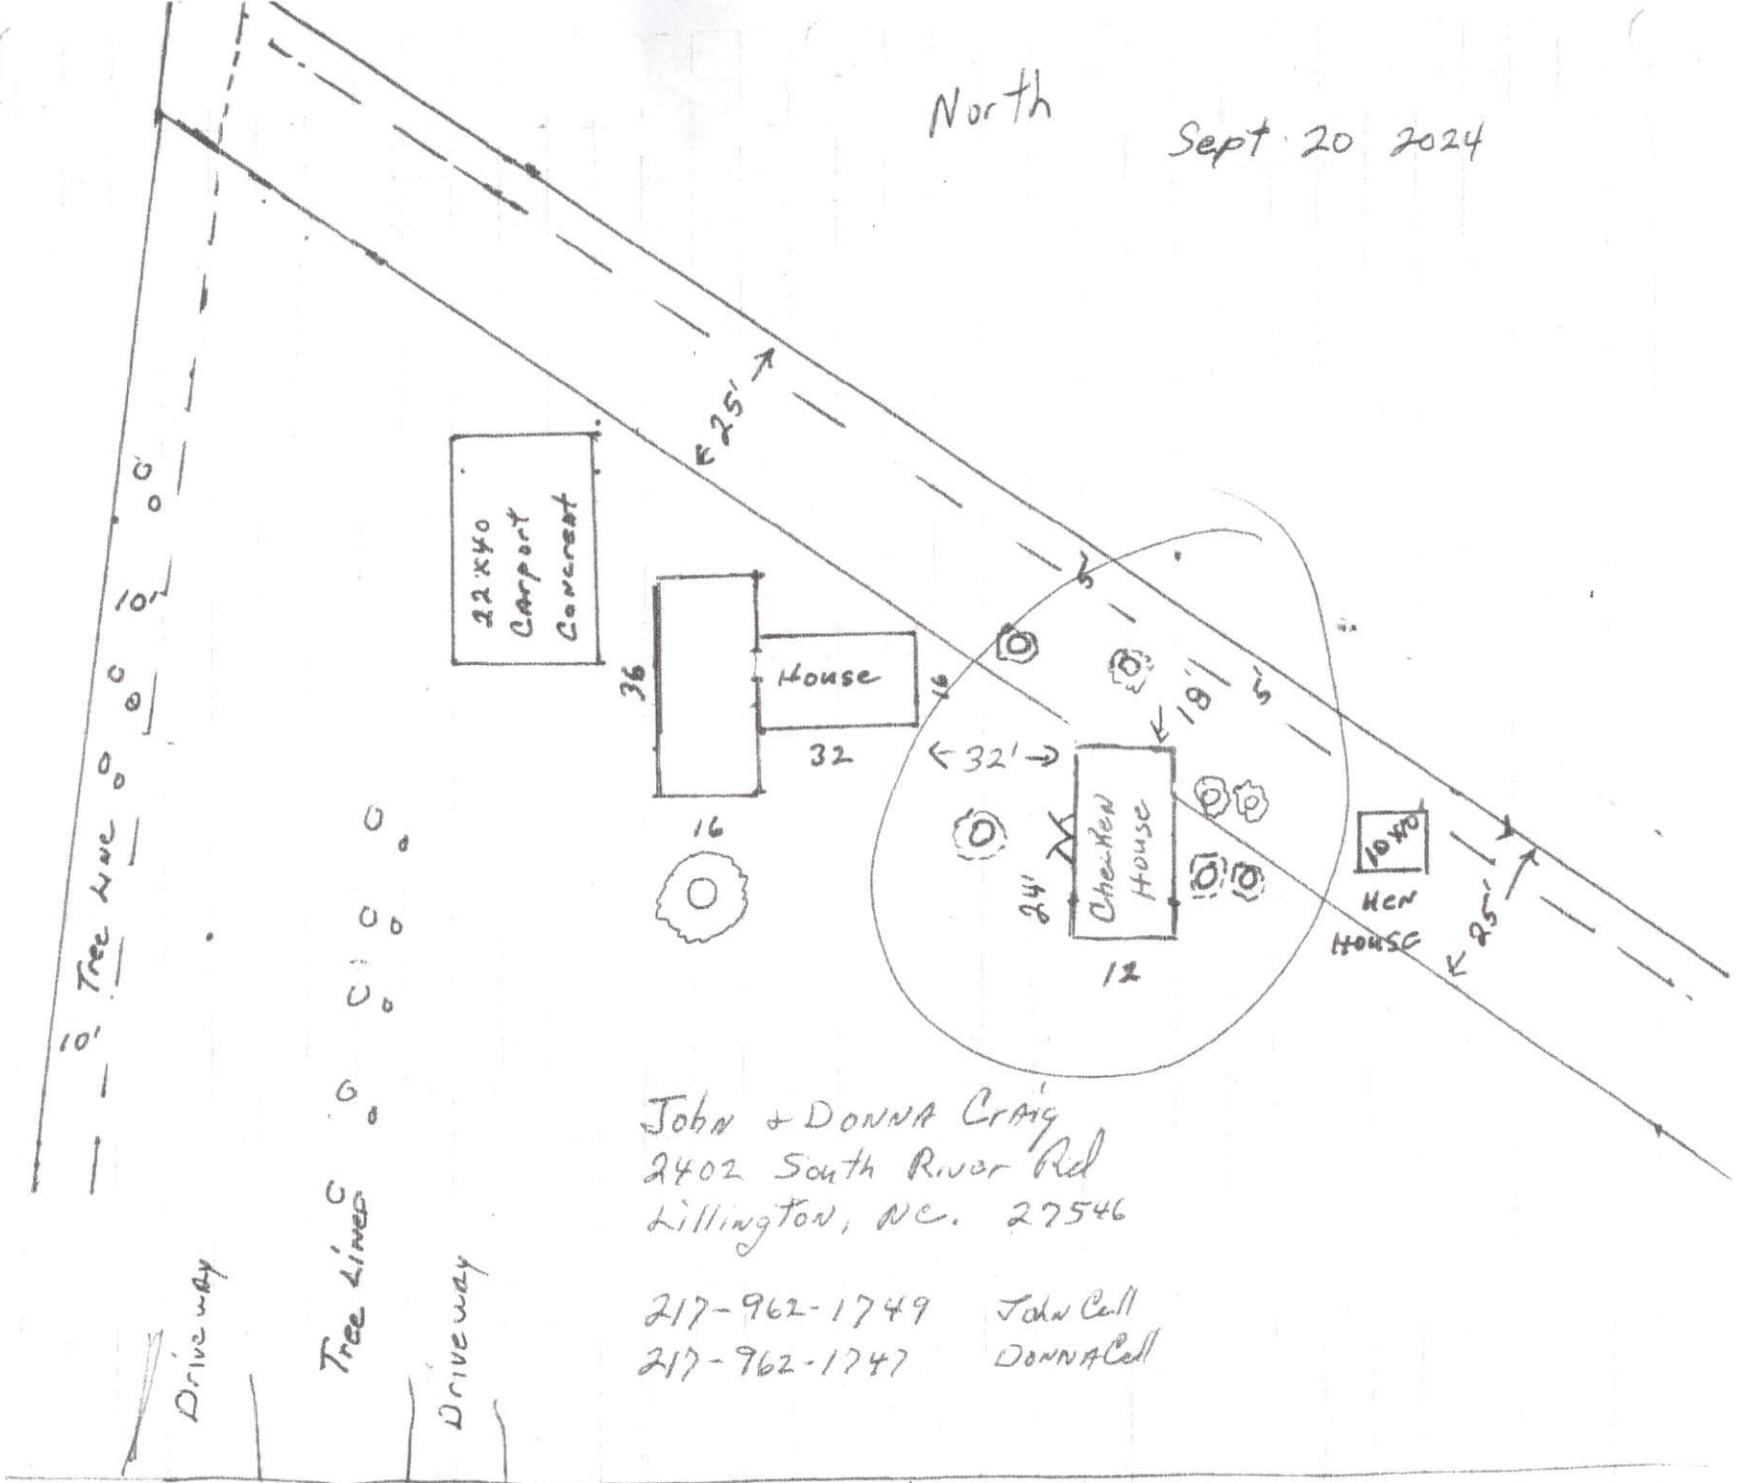 North
Sept. 20 2024
25'
22 x 40
Carport
Concreat
36
House
16
32
16
5'
5'
18'
32'
Cheiken
House
24'
12
10 x 10
Hen
House
25'
10'
Tree Line
10'
John + Donna Craig
2402 South River Rd
Lillington, NC. 27546
217-962-1749 John Cell
217-962-1747 Donna Cell
Driveway
Tree Lines
Driveway